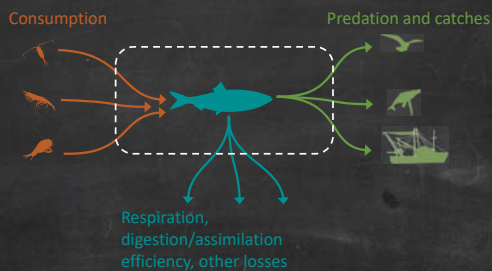 Consumption
Predation and catches
Respiration,
digestion/assimilation
efficiency, other losses